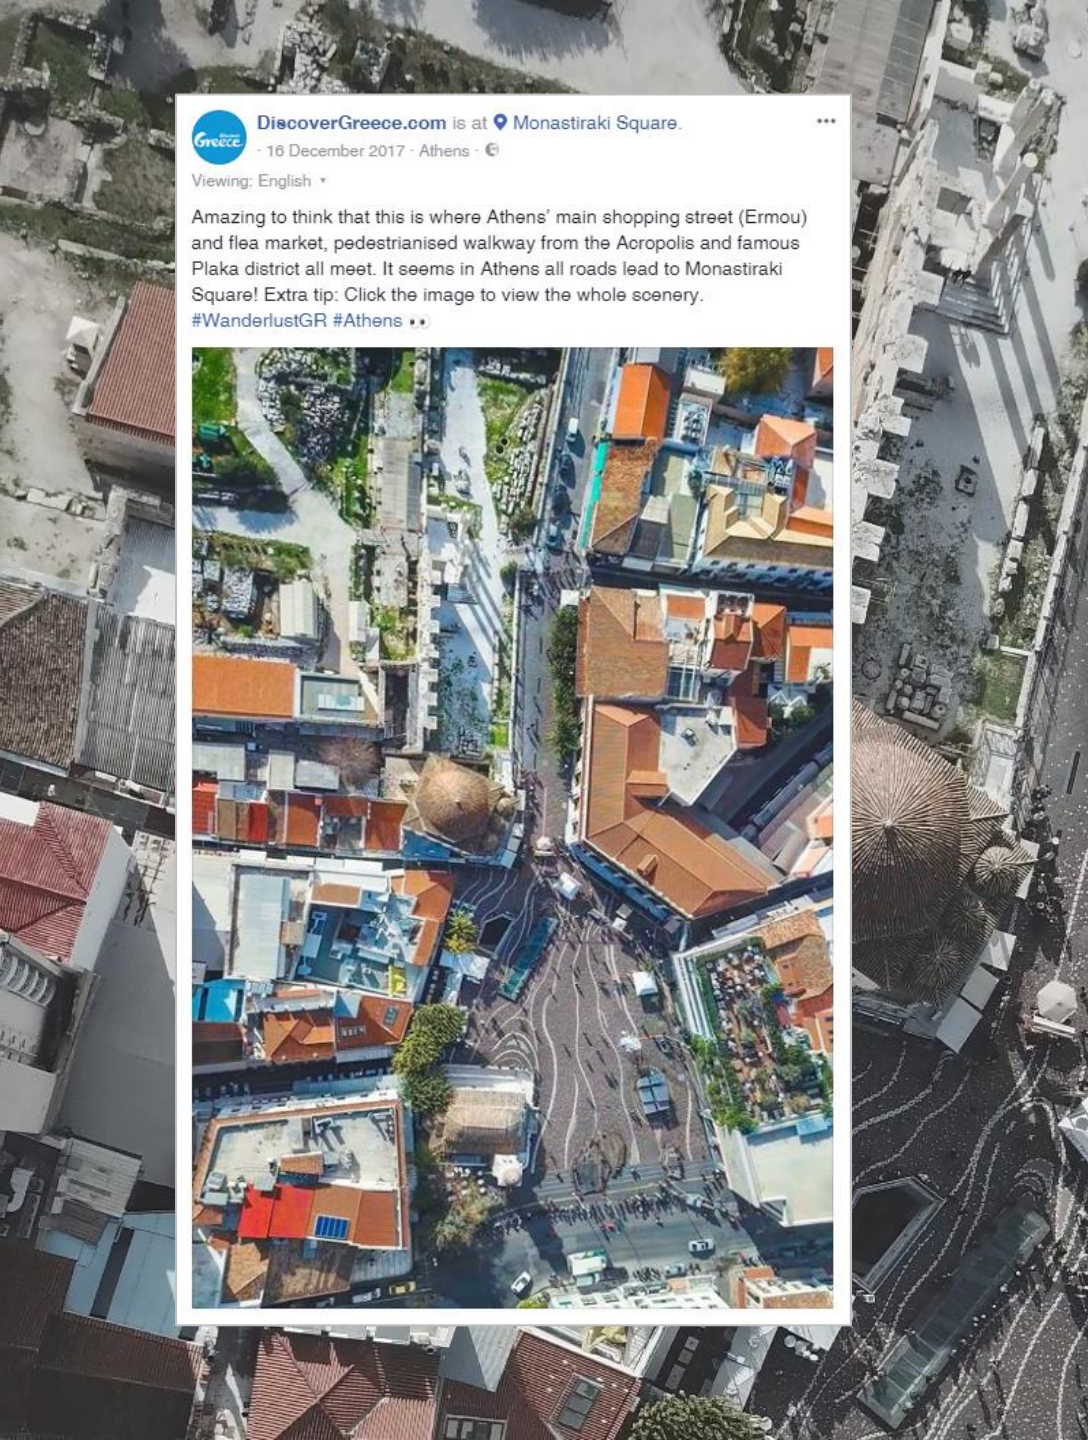 Discover
Greece
DiscoverGreece.com is at Monastiraki Square.
· 16 December 2017 · Athens ·
Viewing: English
Amazing to think that this is where Athens’ main shopping street (Ermou)
and flea market, pedestrianised walkway from the Acropolis and famous
Plaka district all meet. It seems in Athens all roads lead to Monastiraki
Square! Extra tip: Click the image to view the whole scenery.
#WanderlustGR #Athens 👀